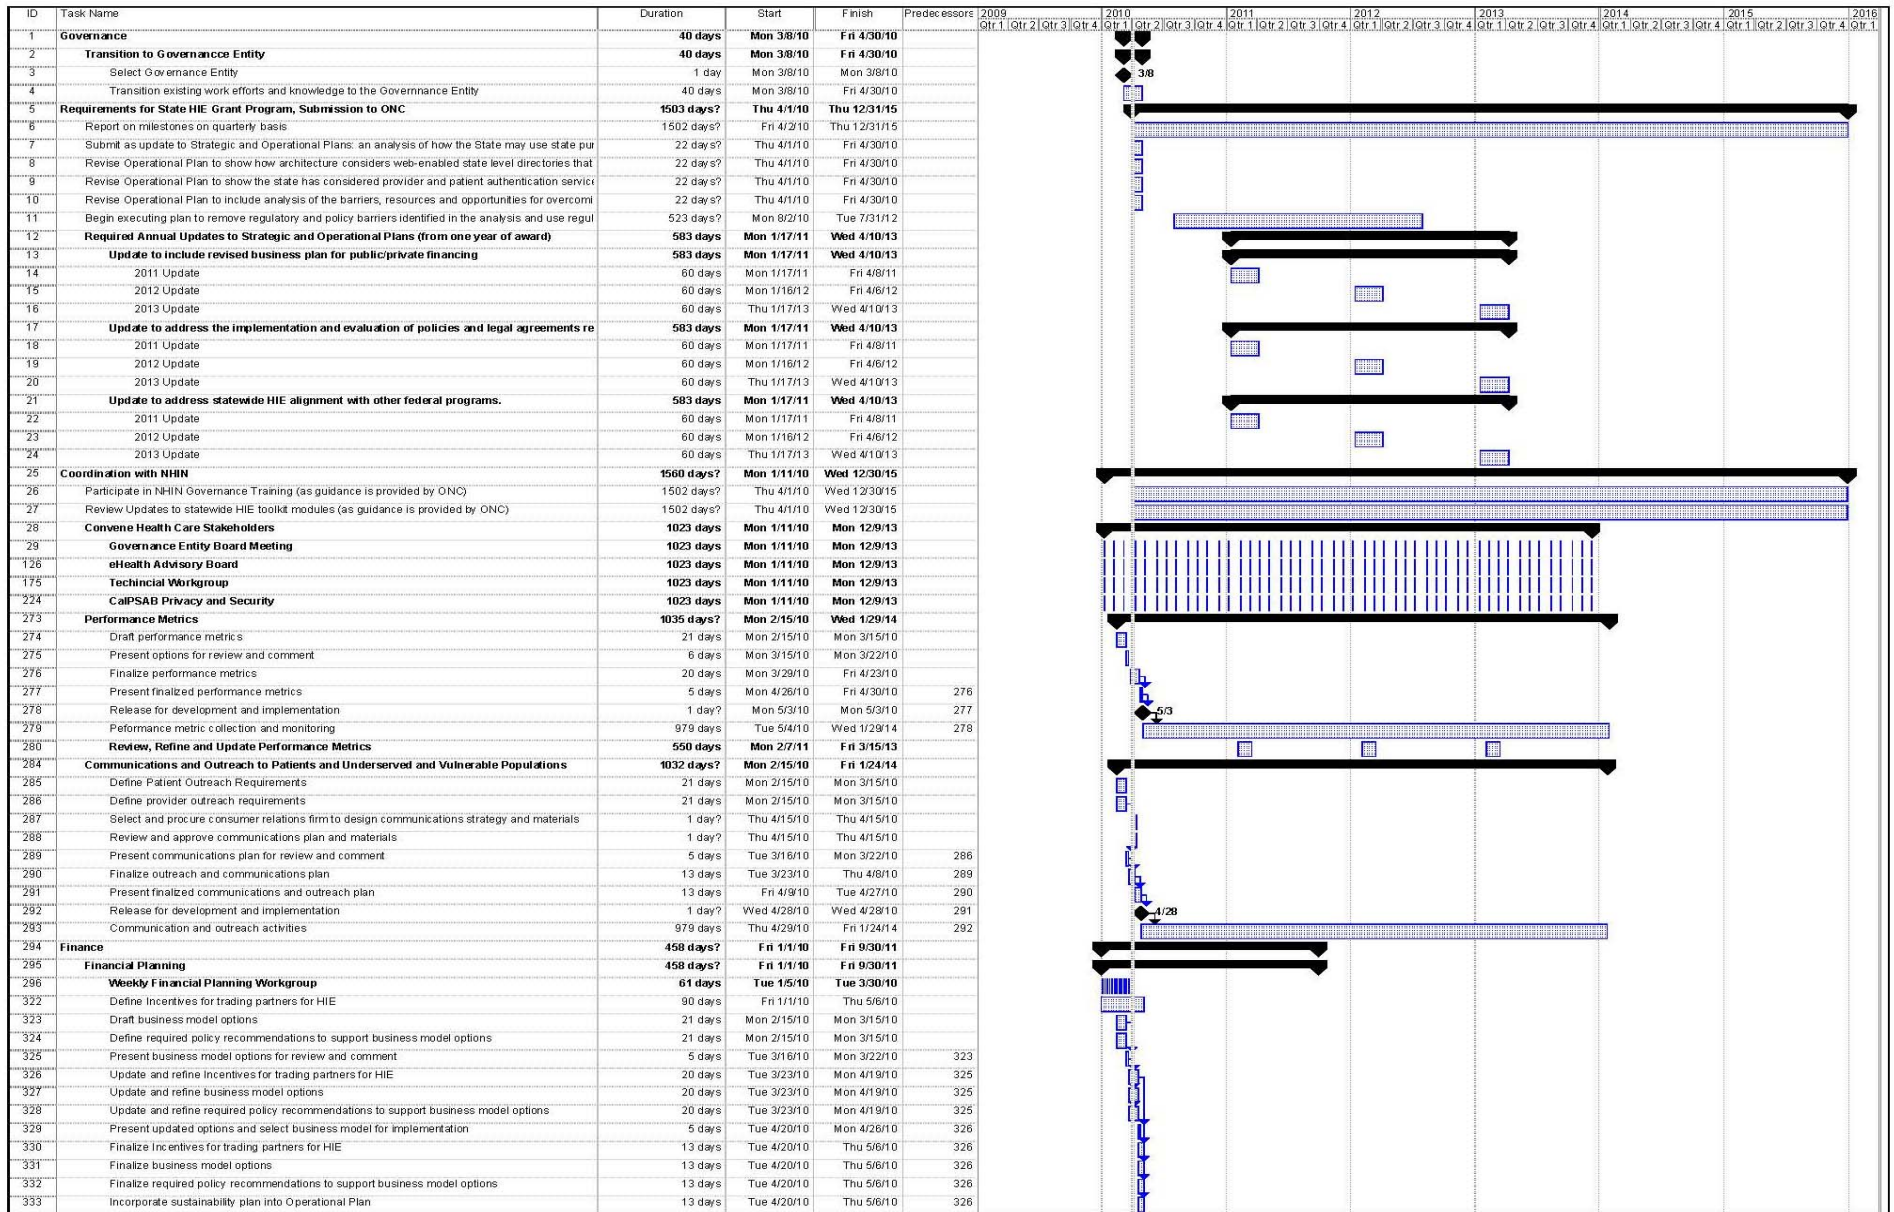 ID Task Name Duration Start Finish Predecessors 2009 2010 2011 2012 2013 2014 2015 2016
Qtr 1 Qtr 2 Qtr 3 Qtr 4 Qtr 1 Qtr 2 Qtr 3 Qtr 4 Qtr 1 Qtr 2 Qtr 3 Qtr 4 Qtr 1 Qtr 2 Qtr 3 Qtr 4 Qtr 1 Qtr 2 Qtr 3 Qtr 4 Qtr 1 Qtr 2 Qtr 3 Qtr 4 Qtr 1 Qtr 2 Qtr 3 Qtr 4 Qtr 1
1 Governance 40 days Mon 3/8/10 Fri 4/30/10
2 Transition to Governancce Entity 40 days Mon 3/8/10 Fri 4/30/10
3 Select Governance Entity 1 day Mon 3/8/10 Mon 3/8/10 3/8
4 Transition existing work efforts and knowledge to the Governnance Entity 40 days Mon 3/8/10 Fri 4/30/10
5 Requirements for State HIE Grant Program, Submission to ONC 1503 days? Thu 4/1/10 Thu 12/31/15
6 Report on milestones on quarterly basis 1502 days? Fri 4/2/10 Thu 12/31/15
7 Submit as update to Strategic and Operational Plans: an analysis of how the State may use state pur 22 days? Thu 4/1/10 Fri 4/30/10
8 Revise Operational Plan to show how architecture considers web-enabled state level directories that 22 days? Thu 4/1/10 Fri 4/30/10
9 Revise Operational Plan to show the state has considered provider and patient authentication service 22 days? Thu 4/1/10 Fri 4/30/10
10 Revise Operational Plan to include analysis of the barriers, resources and opportunities for overcomi 22 days? Thu 4/1/10 Fri 4/30/10
11 Begin executing plan to remove regulatory and policy barriers identified in the analysis and use regul 523 days? Mon 8/2/10 Tue 7/31/12
12 Required Annual Updates to Strategic and Operational Plans (from one year of award) 583 days Mon 1/17/11 Wed 4/10/13
13 Update to include revised business plan for public/private financing 583 days Mon 1/17/11 Wed 4/10/13
14 2011 Update 60 days Mon 1/17/11 Fri 4/8/11
15 2012 Update 60 days Mon 1/16/12 Fri 4/6/12
16 2013 Update 60 days Thu 1/17/13 Wed 4/10/13
17 Update to address the implementation and evaluation of policies and legal agreements re 583 days Mon 1/17/11 Wed 4/10/13
18 2011 Update 60 days Mon 1/17/11 Fri 4/8/11
19 2012 Update 60 days Mon 1/16/12 Fri 4/6/12
20 2013 Update 60 days Thu 1/17/13 Wed 4/10/13
21 Update to address statewide HIE alignment with other federal programs. 583 days Mon 1/17/11 Wed 4/10/13
22 2011 Update 60 days Mon 1/17/11 Fri 4/8/11
23 2012 Update 60 days Mon 1/16/12 Fri 4/6/12
24 2013 Update 60 days Thu 1/17/13 Wed 4/10/13
25 Coordination with NHIN 1560 days? Mon 1/11/10 Wed 12/30/15
26 Participate in NHIN Governance Training (as guidance is provided by ONC) 1502 days? Thu 4/1/10 Wed 12/30/15
27 Review Updates to statewide HIE toolkit modules (as guidance is provided by ONC) 1502 days? Thu 4/1/10 Wed 12/30/15
28 Convene Health Care Stakeholders 1023 days Mon 1/11/10 Mon 12/9/13
29 Governance Entity Board Meeting 1023 days Mon 1/11/10 Mon 12/9/13
126 eHealth Advisory Board 1023 days Mon 1/11/10 Mon 12/9/13
175 Techincial Workgroup 1023 days Mon 1/11/10 Mon 12/9/13
224 CalPSAB Privacy and Security 1023 days Mon 1/11/10 Mon 12/9/13
273 Performance Metrics 1035 days? Mon 2/15/10 Wed 1/29/14
274 Draft performance metrics 21 days Mon 2/15/10 Mon 3/15/10
275 Present options for review and comment 6 days Mon 3/15/10 Mon 3/22/10
276 Finalize performance metrics 20 days Mon 3/29/10 Fri 4/23/10
277 Present finalized performance metrics 5 days Mon 4/26/10 Fri 4/30/10 276
278 Release for development and implementation 1 day? Mon 5/3/10 Mon 5/3/10 277 5/3
279 Peformance metric collection and monitoring 979 days Tue 5/4/10 Wed 1/29/14 278
280 Review, Refine and Update Performance Metrics 550 days Mon 2/7/11 Fri 3/15/13
284 Communications and Outreach to Patients and Underserved and Vulnerable Populations 1032 days? Mon 2/15/10 Fri 1/24/14
285 Define Patient Outreach Requirements 21 days Mon 2/15/10 Mon 3/15/10
286 Define provider outreach requirements 21 days Mon 2/15/10 Mon 3/15/10
287 Select and procure consumer relations firm to design communications strategy and materials 1 day? Thu 4/15/10 Thu 4/15/10
288 Review and approve communications plan and materials 1 day? Thu 4/15/10 Thu 4/15/10
289 Present communications plan for review and comment 5 days Tue 3/16/10 Mon 3/22/10 286
290 Finalize outreach and communications plan 13 days Tue 3/23/10 Thu 4/8/10 289
291 Present finalized communications and outreach plan 13 days Fri 4/9/10 Tue 4/27/10 290
292 Release for development and implementation 1 day? Wed 4/28/10 Wed 4/28/10 291 4/28
293 Communication and outreach activities 979 days Thu 4/29/10 Fri 1/24/14 292
294 Finance 458 days? Fri 1/1/10 Fri 9/30/11
295 Financial Planning 458 days? Fri 1/1/10 Fri 9/30/11
296 Weekly Financial Planning Workgroup 61 days Tue 1/5/10 Tue 3/30/10
322 Define Incentives for trading partners for HIE 90 days Fri 1/1/10 Thu 5/6/10
323 Draft business model options 21 days Mon 2/15/10 Mon 3/15/10
324 Define required policy recommendations to support business model options 21 days Mon 2/15/10 Mon 3/15/10
325 Present business model options for review and comment 5 days Tue 3/16/10 Mon 3/22/10 323
326 Update and refine Incentives for trading partners for HIE 20 days Tue 3/23/10 Mon 4/19/10 325
327 Update and refine business model options 20 days Tue 3/23/10 Mon 4/19/10 325
328 Update and refine required policy recommendations to support business model options 20 days Tue 3/23/10 Mon 4/19/10 325
329 Present updated options and select business model for implementation 5 days Tue 4/20/10 Mon 4/26/10 326
330 Finalize Incentives for trading partners for HIE 13 days Tue 4/20/10 Thu 5/6/10 326
331 Finalize business model options 13 days Tue 4/20/10 Thu 5/6/10 326
332 Finalize required policy recommendations to support business model options 13 days Tue 4/20/10 Thu 5/6/10 326
333 Incorporate sustainability plan into Operational Plan 13 days Tue 4/20/10 Thu 5/6/10 326